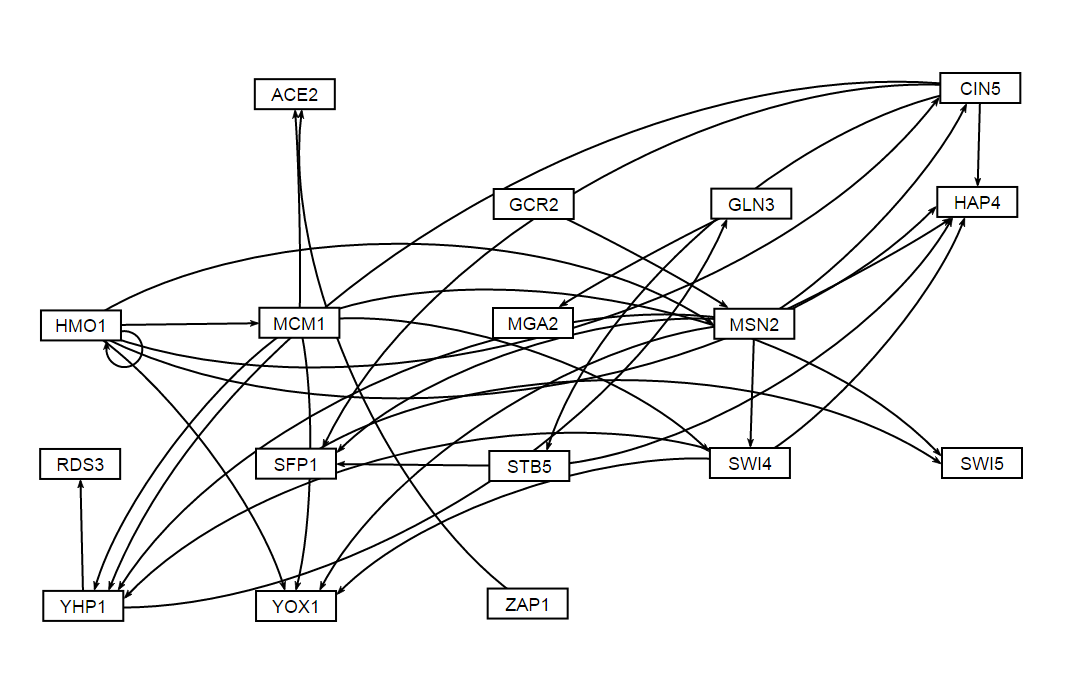 CIN5
ACE2
GCR2
GLN3
HAP4
HMO1
MCM1
MGA2
MSN2
RDS3
SFP1
STB5
SWI4
SWI5
YHP1
YOX1
ZAP1